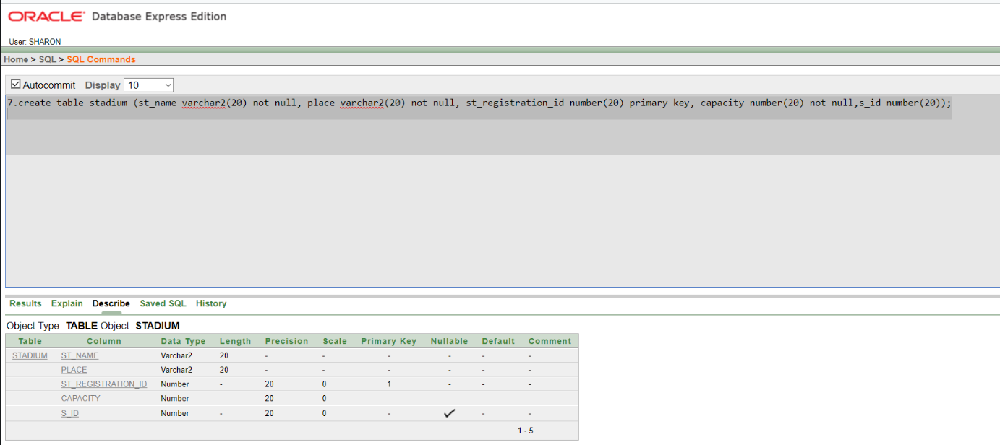 ORACLE Database Express Edition
User: SHARON
Home > SQL > SQL Commands
Autocommit Display 10
7.create table stadium (st_name varchar2(20) not null, place varchar2(20) not null, st_registration_id number(20) primary key, capacity number(20) not null,s_id number(20));
Results Explain Describe Saved SQL History
Object Type TABLE Object STADIUM
Table Column Data Type Length Precision Scale Primary Key Nullable Default Comment
STADIUM ST_NAME Varchar2 20 - - - - - -
PLACE Varchar2 20 - - - - - -
ST_REGISTRATION_ID Number - 20 0 1 - - -
CAPACITY Number - 20 0 - - - -
S_ID Number - 20 0 - ✓ - -
1 - 5